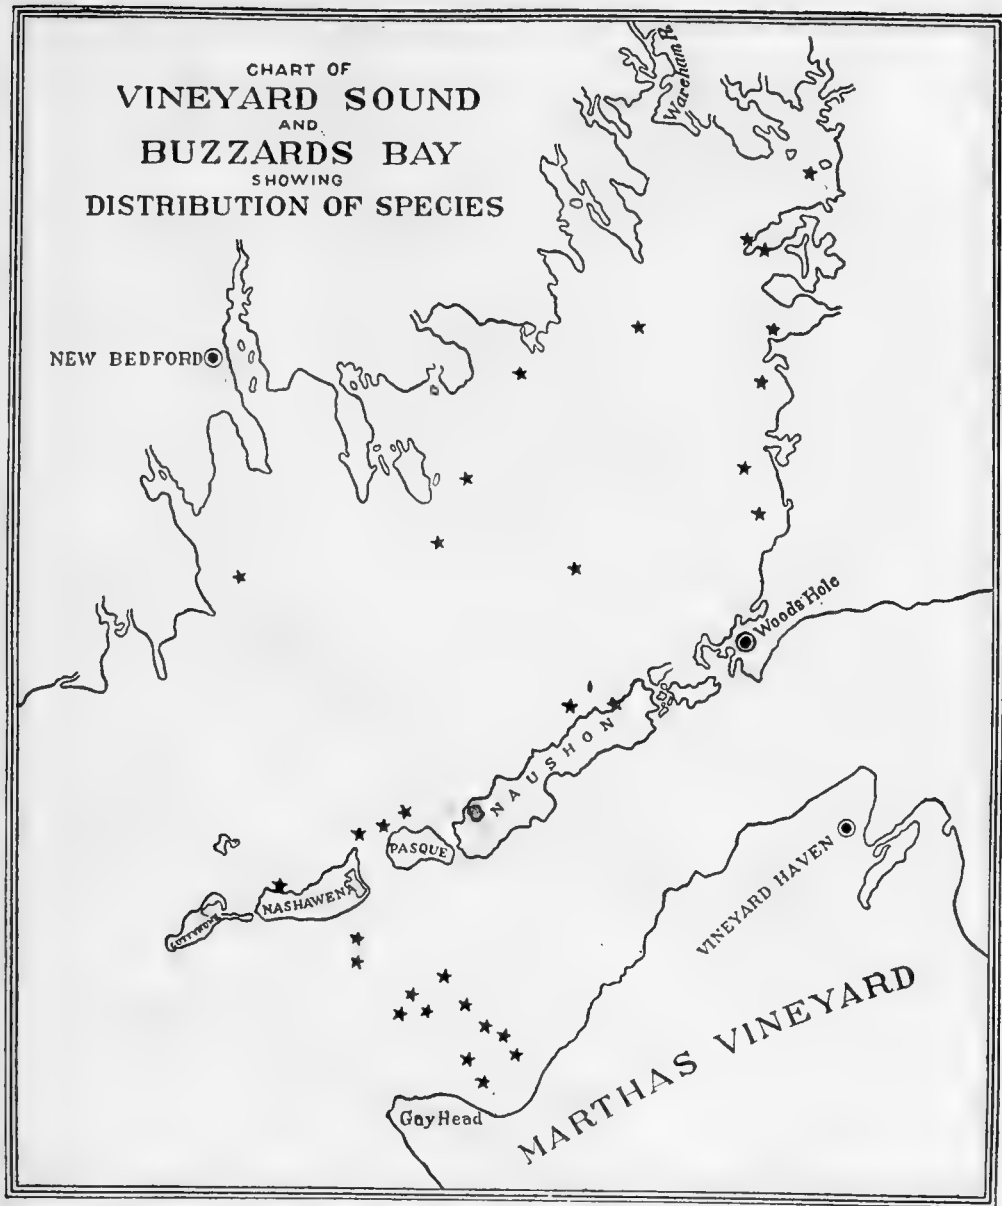 CHART OF
VINEYARD SOUND
AND
BUZZARDS BAY
SHOWING
DISTRIBUTION OF SPECIES
Wareham R.
NEW BEDFORD
Woods Hole
NAUSHON
PASQUE
NASHAWENA
CUTTYHUNK
VINEYARD HAVEN
MARTHAS VINEYARD
Gay Head